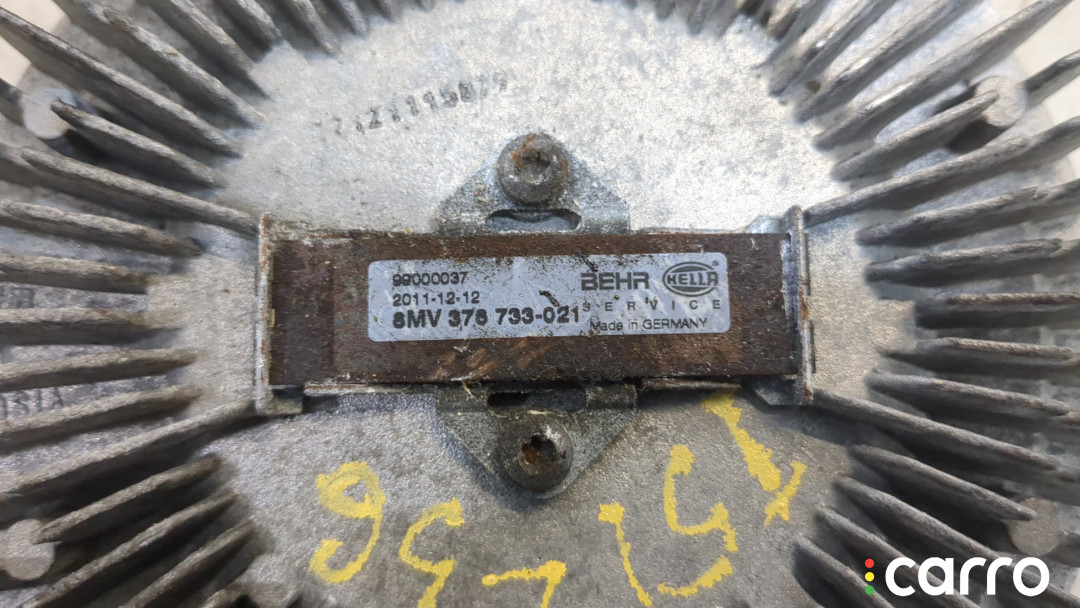 99000037
2011-12-12
8MV 376 733-021
BEHR HELLA
SERVICE
Made in GERMANY
carro